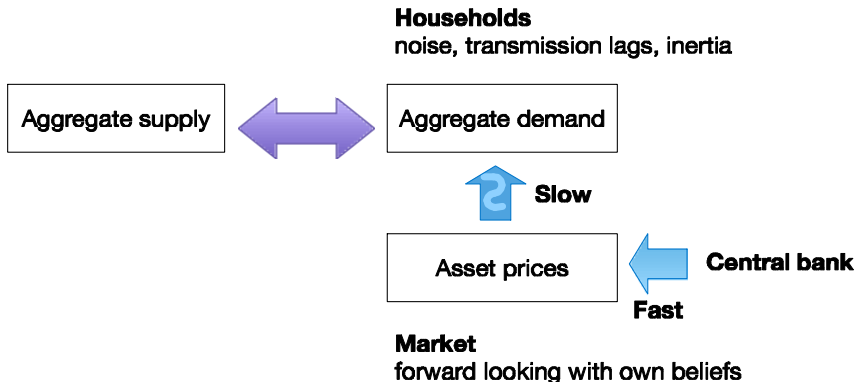 Households
noise, transmission lags, inertia
Aggregate supply
Aggregate demand
Slow
Asset prices
Central bank
Fast
Market
forward looking with own beliefs